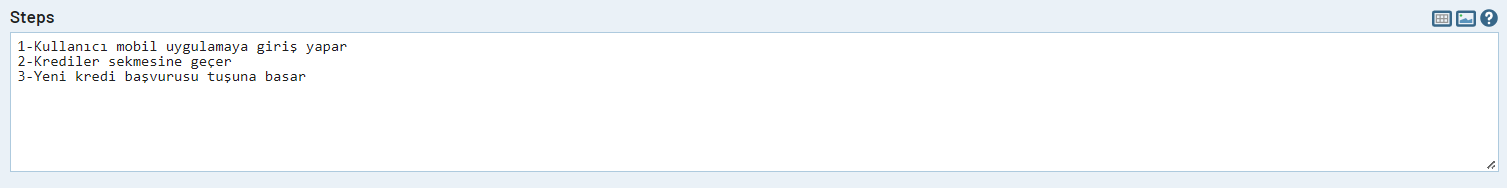 Steps
1-Kullanıcı mobil uygulamaya giriş yapar
2-Krediler sekmesine geçer
3-Yeni kredi başvurusu tuşuna basar